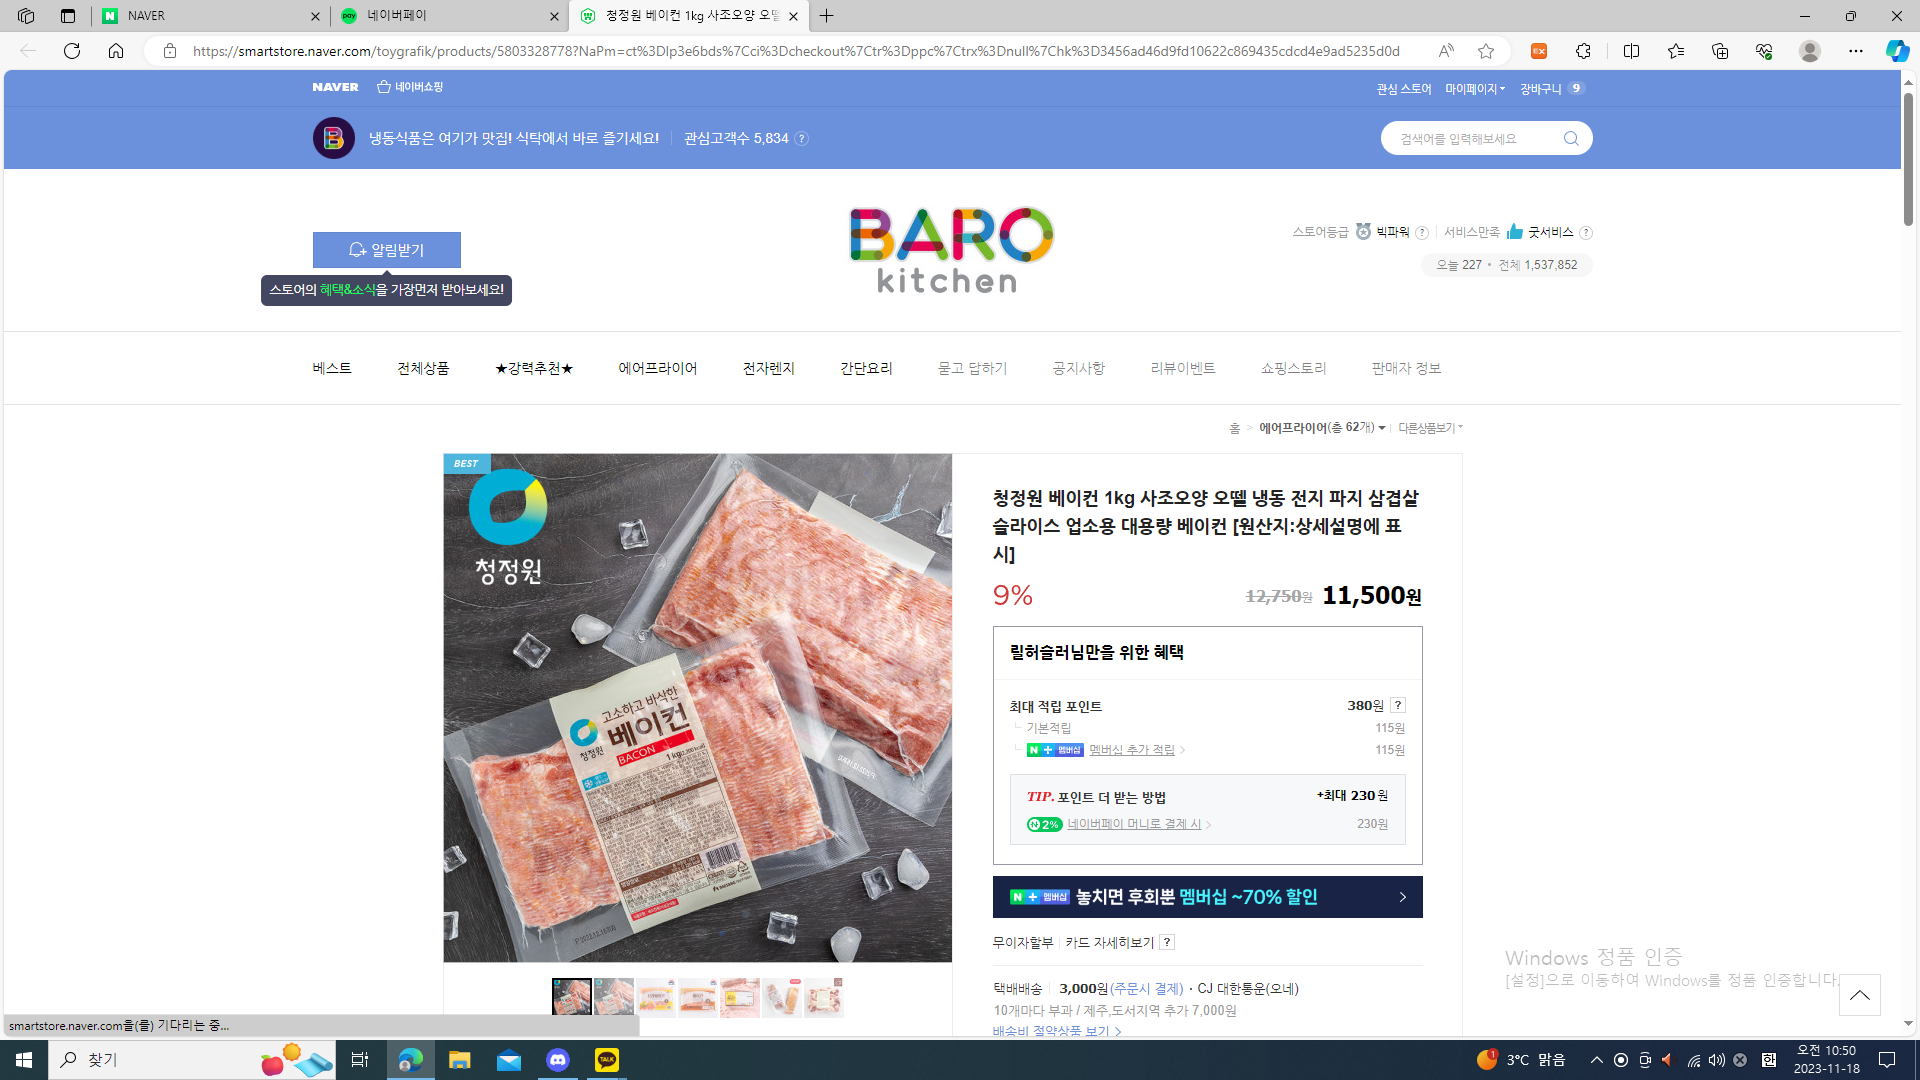 NAVER
네이버페이
청정원 베이컨 1kg 사조오양 오뗄
https://smartstore.naver.com/toygrafik/products/5803328778?NaPm=ct%3Dlp3e6bds%7Cci%3Dcheckout%7Ctr%3Dppc%7Ctrx%3Dnull%7Chk%3D3456ad46d9fd10622c869435cdcd4e9ad5235d0d
NAVER 네이버쇼핑
관심 스토어 마이페이지 장바구니 9
냉동식품은 여기가 맛집! 식탁에서 바로 즐기세요! 관심고객수 5,834 ?
검색어를 입력해보세요
BARO
kitchen
알림받기
스토어의 혜택&소식을 가장먼저 받아보세요!
스토어등급 빅파워 ? 서비스만족 굿서비스 ?
오늘 227 • 전체 1,537,852
베스트 전체상품 ★강력추천★ 에어프라이어 전자렌지 간단요리 묻고 답하기 공지사항 리뷰이벤트 쇼핑스토리 판매자 정보
홈 > 에어프라이어(총 62개) 다른상품보기
BEST
청정원
고소하고 바삭한
베이컨
BACON
1kg
청정원
청정원 베이컨 1kg 사조오양 오뗄 냉동 전지 파지 삼겹살
슬라이스 업소용 대용량 베이컨 [원산지:상세설명에 표
시]
9% 12,750원 11,500원
릴허슬러님만을 위한 혜택
최대 적립 포인트 380원 ?
기본적립 115원
N+ 멤버십 멤버십 추가 적립 > 115원
TIP. 포인트 더 받는 방법 +최대 230원
N 2% 네이버페이 머니로 결제 시 > 230원
N+ 멤버십 놓치면 후회뿐 멤버십 ~70% 할인 >
무이자할부 카드 자세히보기 ?
택배배송 3,000원(주문시 결제) · CJ 대한통운(오네)
10개마다 부과 / 제주,도서지역 추가 7,000원
배송비 절약상품 보기 >
Windows 정품 인증
[설정]으로 이동하여 Windows를 정품 인증합니다.
smartstore.naver.com을(를) 기다리는 중...
찾기
TALK
1
3°C 맑음
한
오전 10:50
2023-11-18